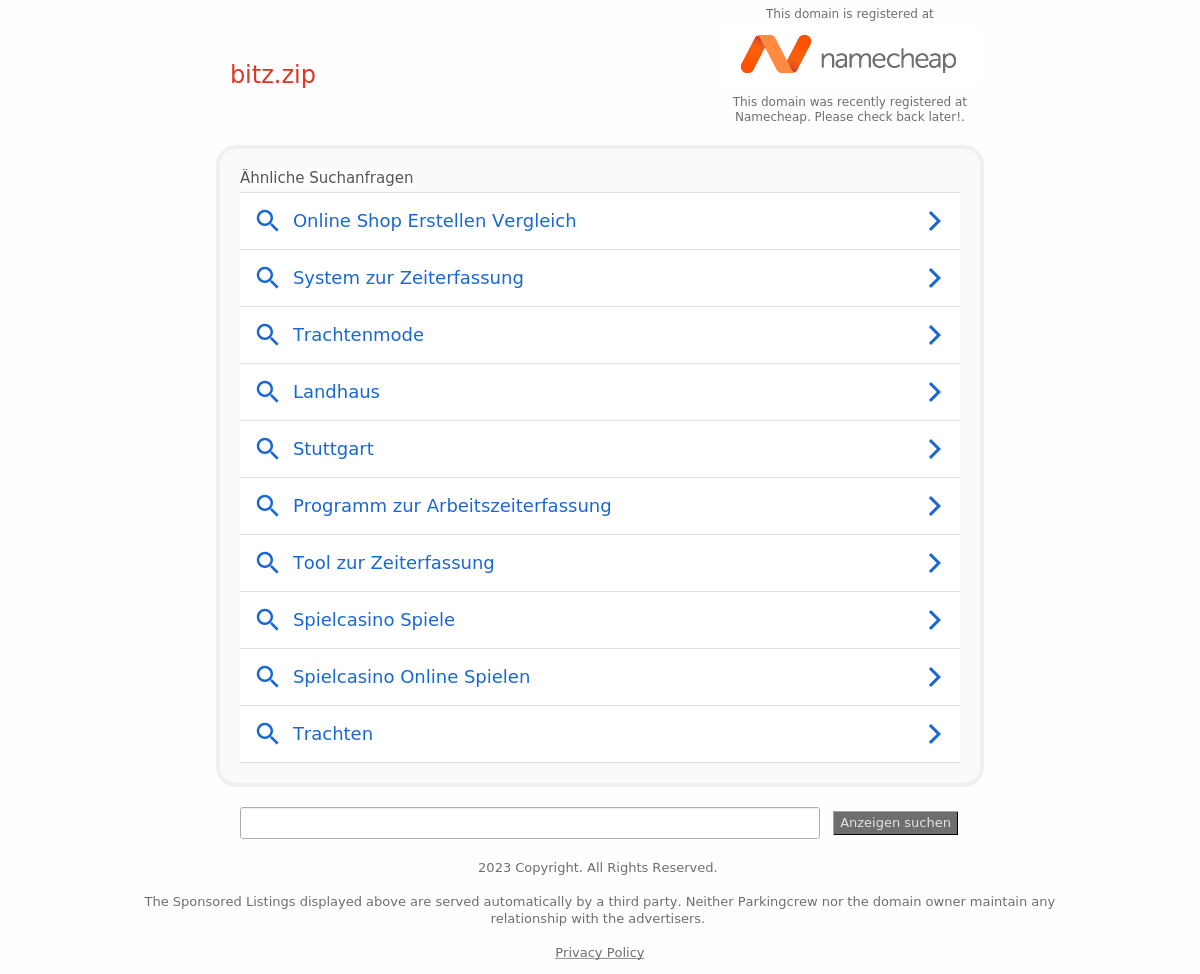 This domain is registered at
namecheap
bitz.zip
This domain was recently registered at
Namecheap. Please check back later!.
Ähnliche Suchanfragen
Online Shop Erstellen Vergleich
System zur Zeiterfassung
Trachtenmode
Landhaus
Stuttgart
Programm zur Arbeitszeiterfassung
Tool zur Zeiterfassung
Spielcasino Spiele
Spielcasino Online Spielen
Trachten
Anzeigen suchen
2023 Copyright. All Rights Reserved.
The Sponsored Listings displayed above are served automatically by a third party. Neither Parkingcrew nor the domain owner maintain any
relationship with the advertisers.
Privacy Policy